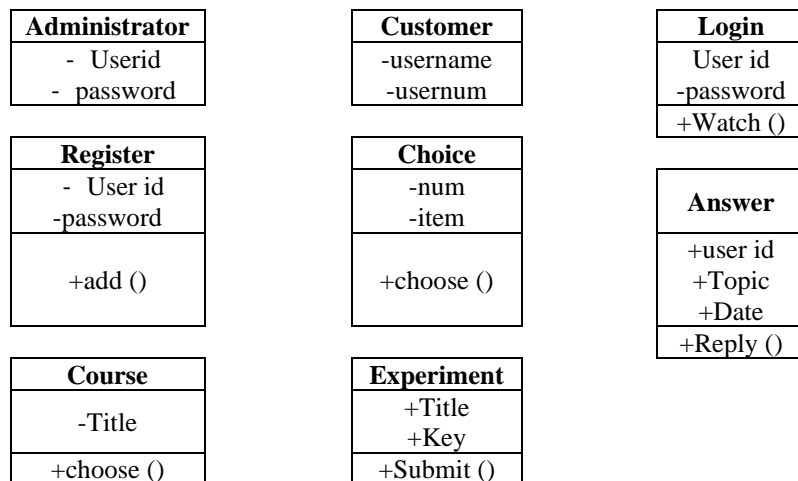 Administrator
- Userid
- password
Customer
-username
-usernum
Login
User id
-password
+Watch ()
Register
- User id
-password
+add ()
Choice
-num
-item
+choose ()
Answer
+user id
+Topic
+Date
+Reply ()
Course
-Title
+choose ()
Experiment
+Title
+Key
+Submit ()